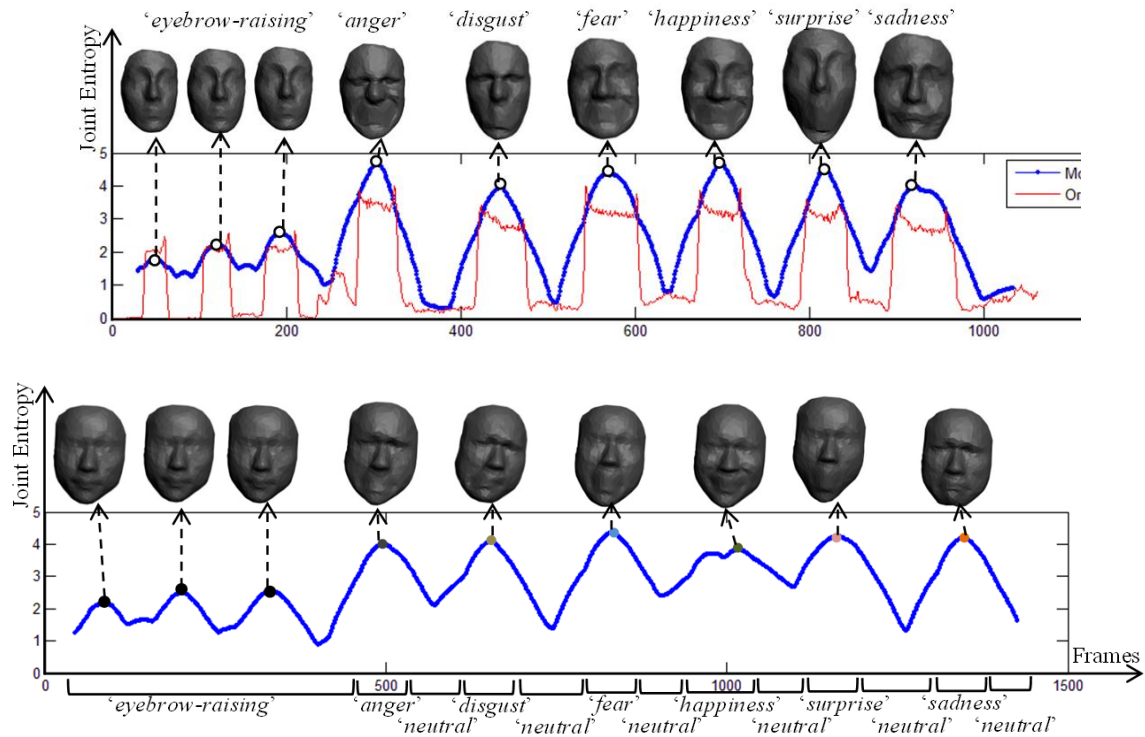 ‘eyebrow-raising’ ‘anger’ ‘disgust’ ‘fear’ ‘happiness’ ‘surprise’ ‘sadness’
Joint Entropy
5
4
3
2
1
0
Mo
Or
0 200 400 600 800 1000
Joint Entropy
5
4
3
2
1
0
Frames
0 500 1000 1500
‘eyebrow-raising’ ‘anger’ ‘disgust’ ‘fear’ ‘happiness’ ‘surprise’ ‘sadness’
‘neutral’ ‘neutral’ ‘neutral’ ‘neutral’ ‘neutral’ ‘neutral’